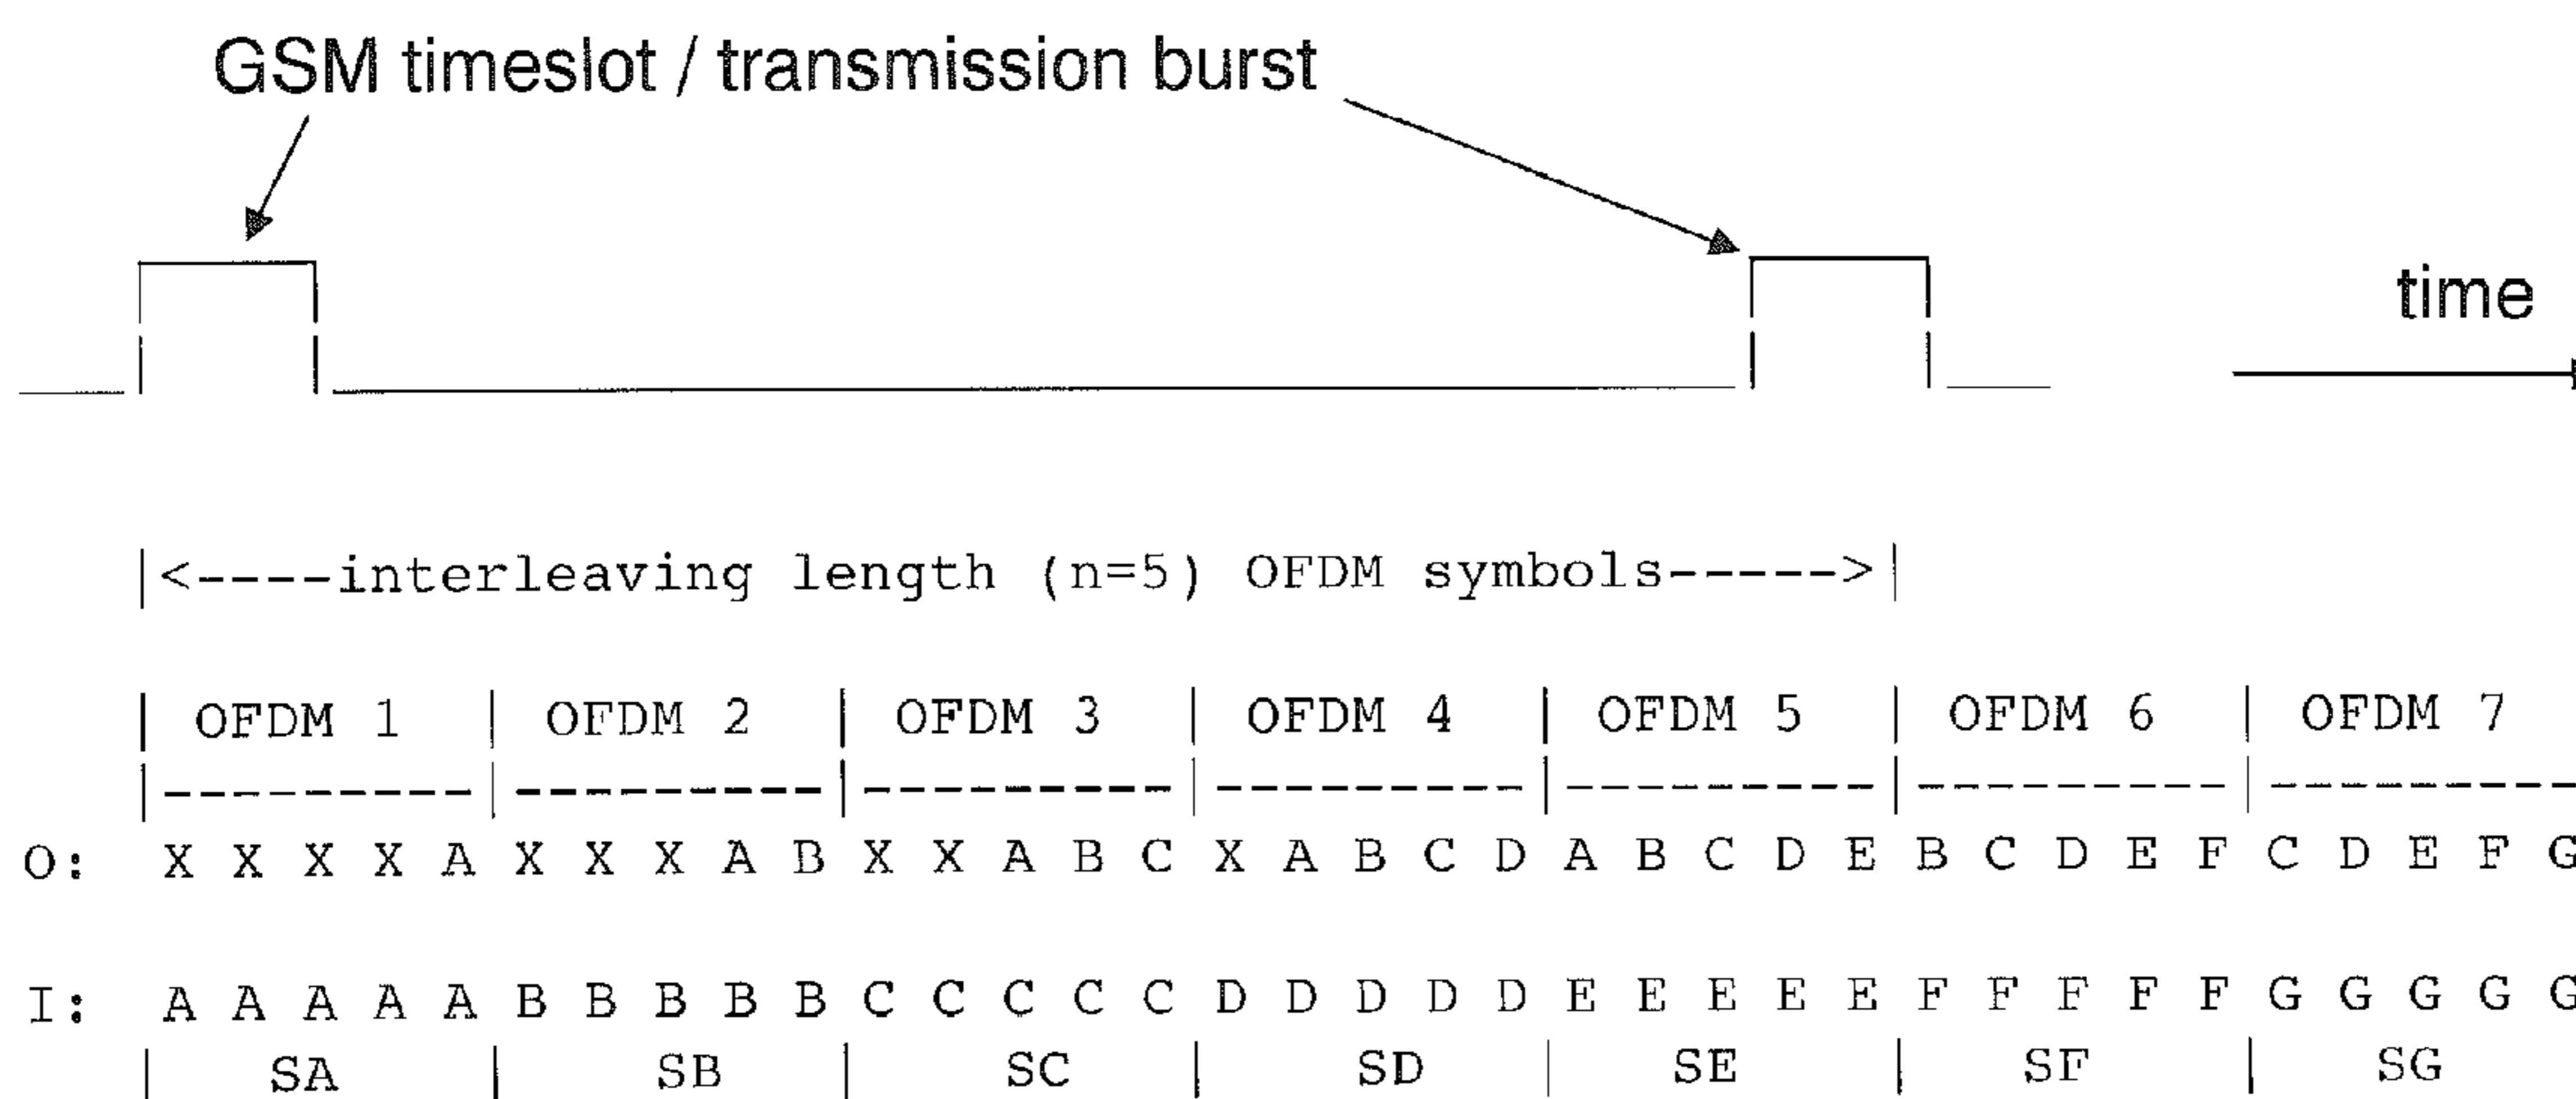 GSM timeslot / transmission burst
time
|<----interleaving length (n=5) OFDM symbols----->|
| OFDM 1 | OFDM 2 | OFDM 3 | OFDM 4 | OFDM 5 | OFDM 6 | OFDM 7
|---------|---------|---------|---------|---------|---------|---------
O: X X X X A X X X A B X X A B C X A B C D A B C D E B C D E F C D E F G
I: A A A A A B B B B B C C C C C D D D D D E E E E E F F F F F G G G G G
| SA | SB | SC | SD | SE | SF | SG